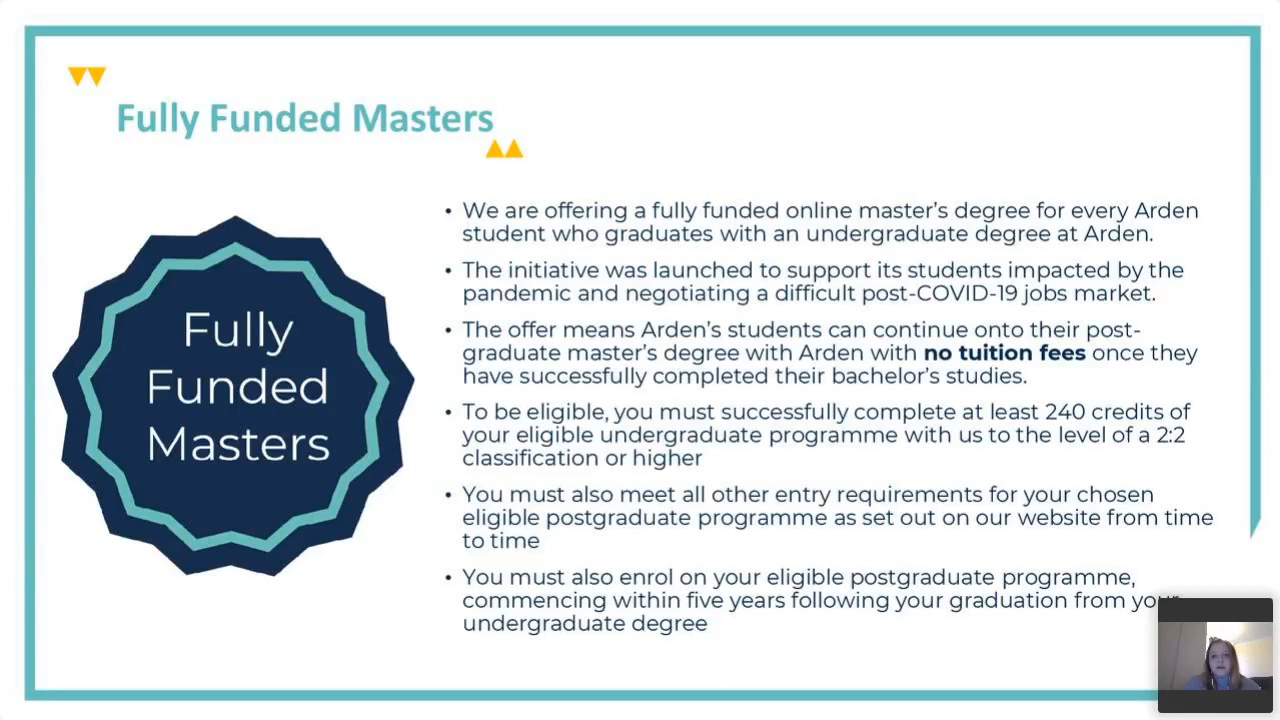 Fully Funded Masters
Fully
Funded
Masters
• We are offering a fully funded online master's degree for every Arden
student who graduates with an undergraduate degree at Arden.
• The initiative was launched to support its students impacted by the
pandemic and negotiating a difficult post-COVID-19 jobs market.
• The offer means Arden's students can continue onto their post-
graduate master's degree with Arden with no tuition fees once they
have successfully completed their bachelor's studies.
• To be eligible, you must successfully complete at least 240 credits of
your eligible undergraduate programme with us to the level of a 2:2
classification or higher
• You must also meet all other entry requirements for your chosen
eligible postgraduate programme as set out on our website from time
to time
• You must also enrol on your eligible postgraduate programme,
commencing within five years following your graduation from your
undergraduate degree